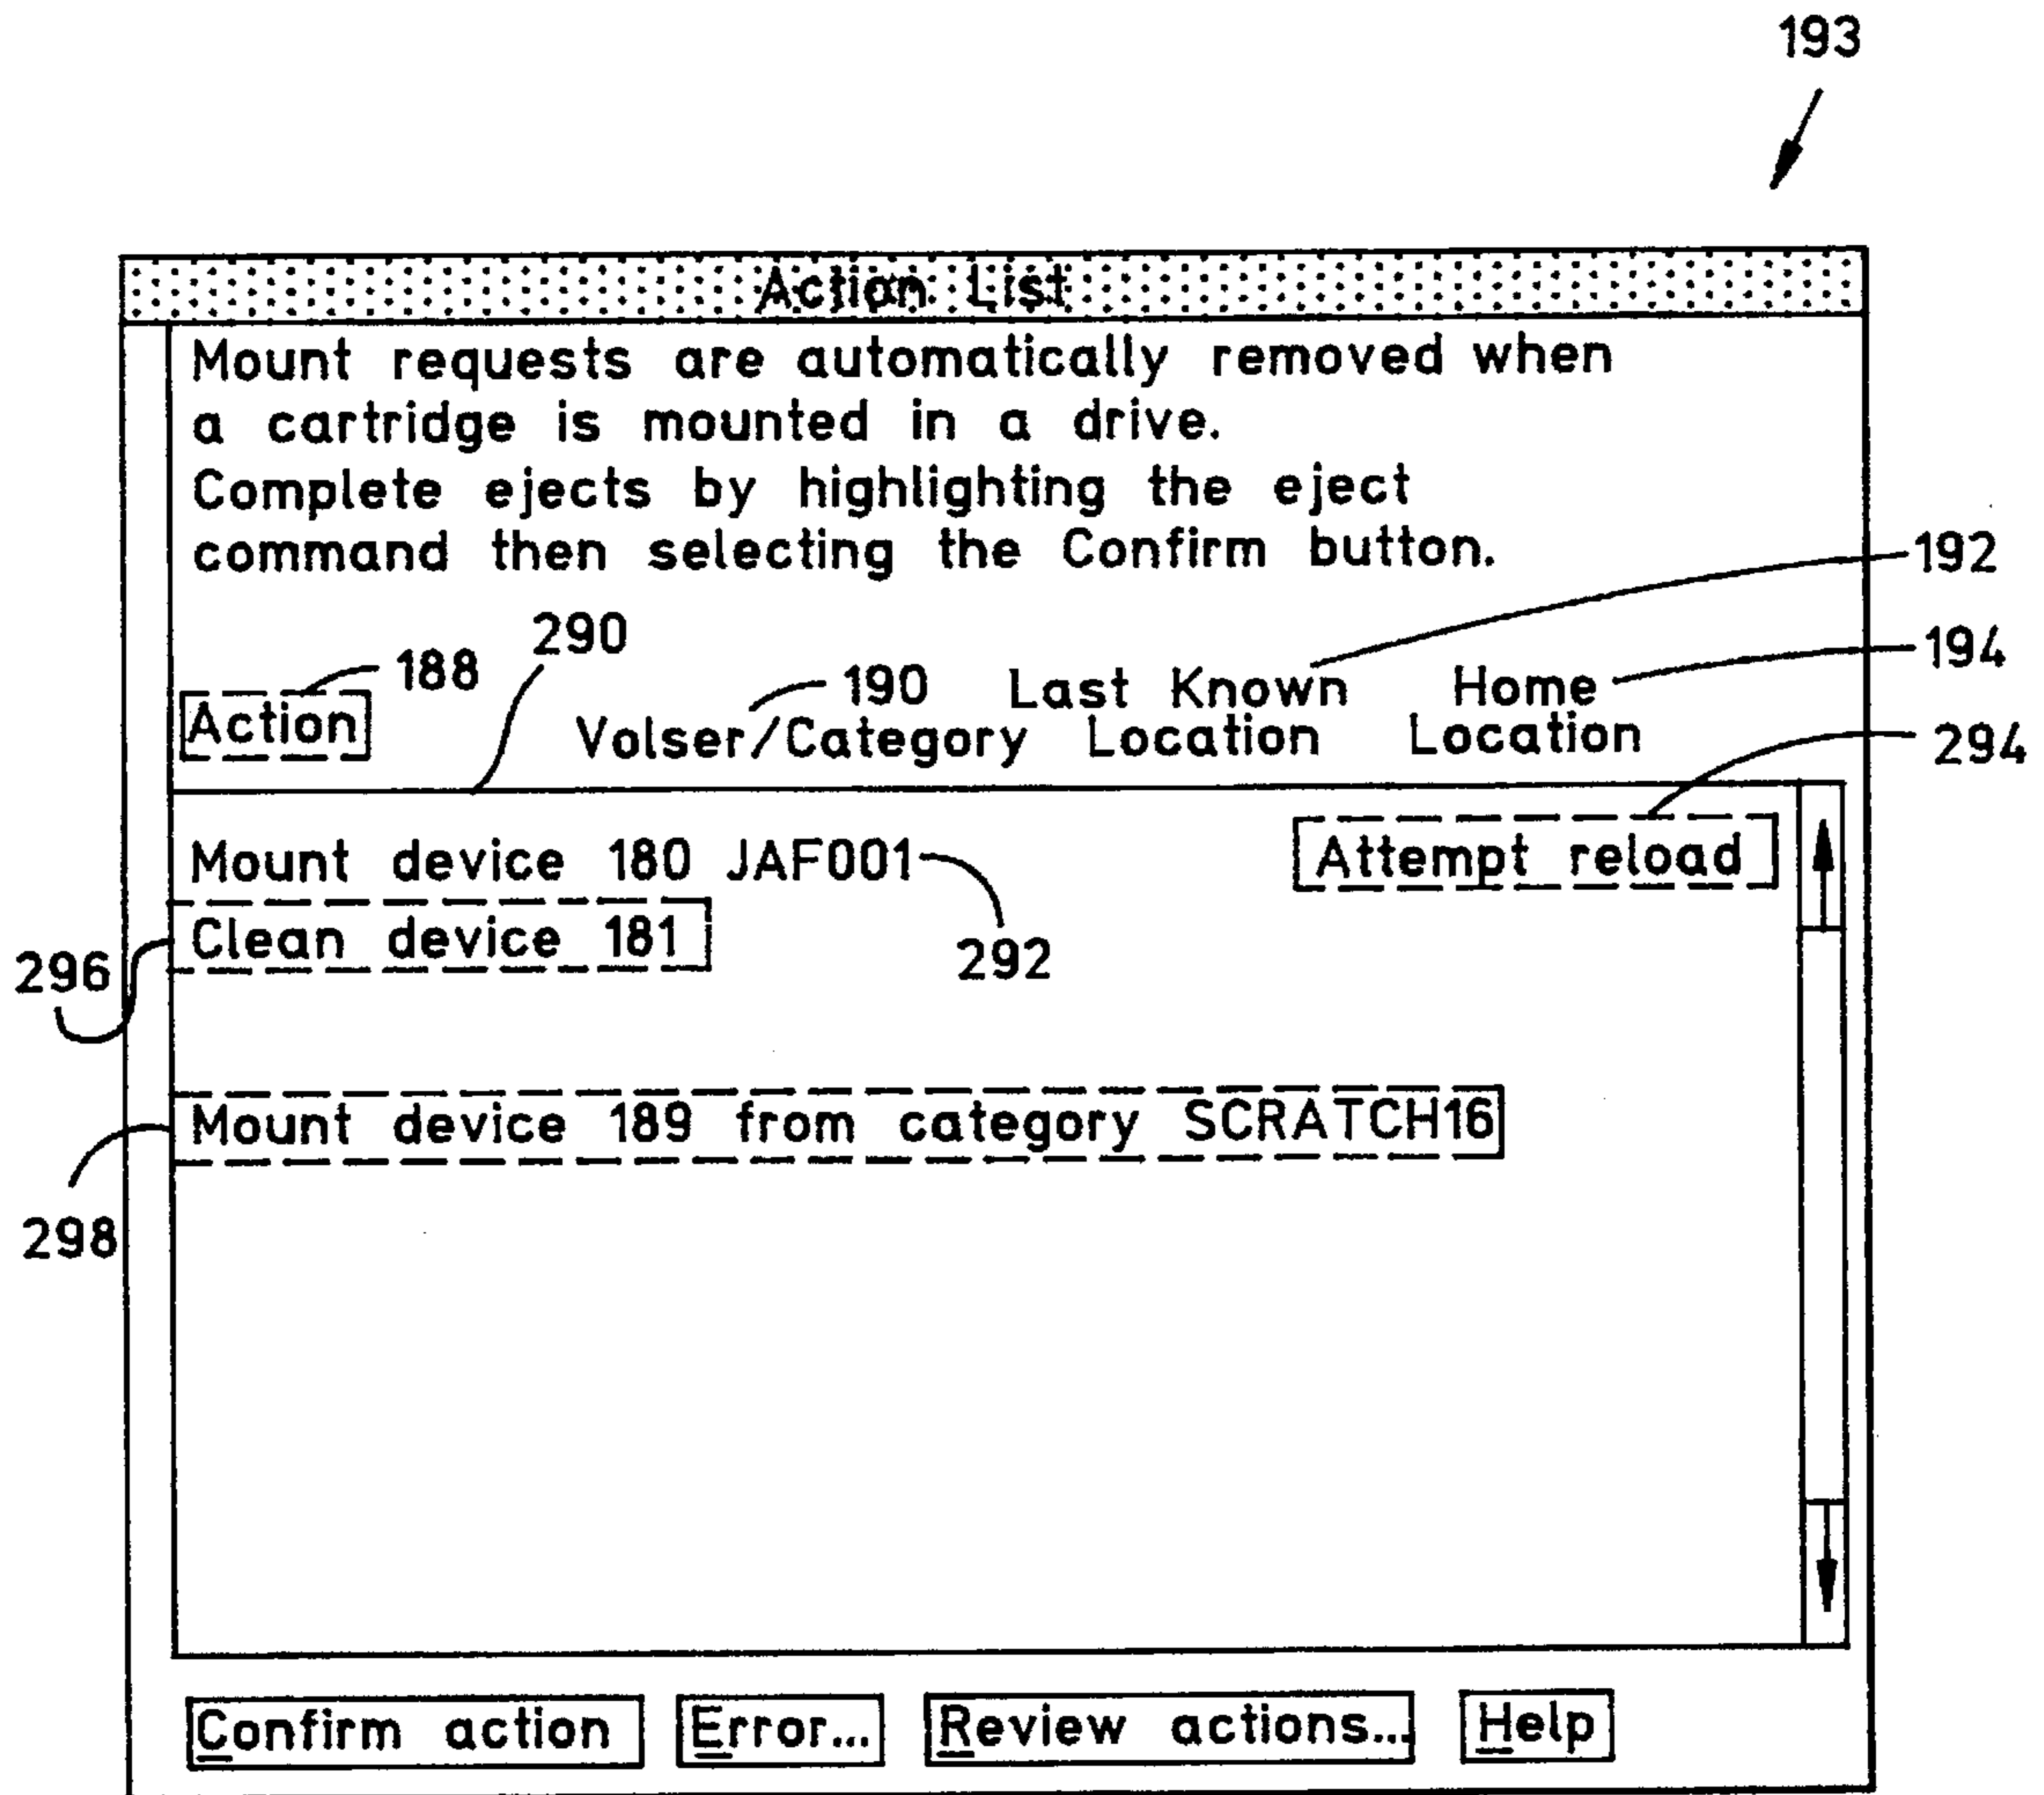 193
Action List
Mount requests are automatically removed when
a cartridge is mounted in a drive.
Complete ejects by highlighting the eject
command then selecting the Confirm button.
192
290
188
190
Last Known
Home
194
Action
Volser/Category
Location
Location
294
Mount device 180 JAF001
Attempt reload
Clean device 181
292
296
Mount device 189 from category SCRATCH16
298
Confirm action
Error...
Review actions...
Help